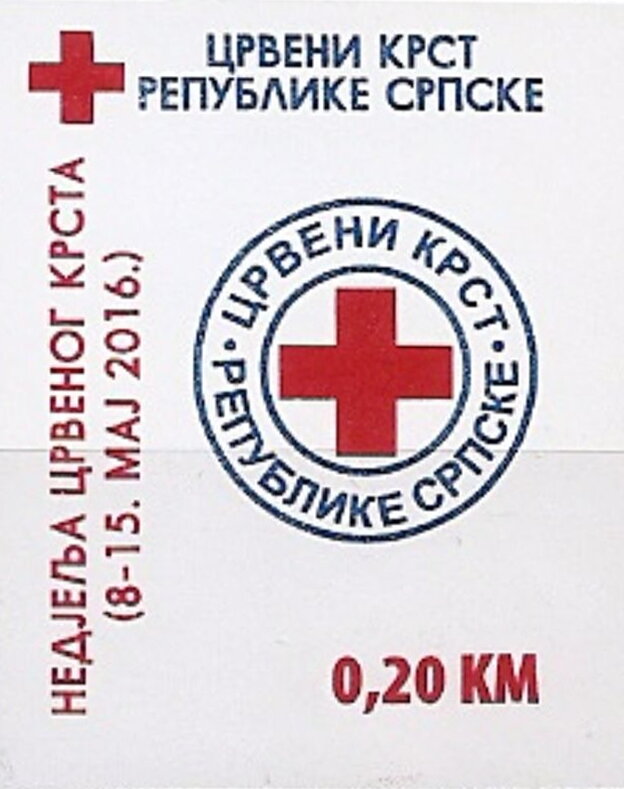 ЦРВЕНИ КРСТ
РЕПУБЛИКЕ СРПСКЕ
НЕДЈЕЉА ЦРВЕНОГ КРСТА
(8-15. МАЈ 2016.)
• ЦРВЕНИ КРСТ •
РЕПУБЛИКЕ СРПСКЕ
0,20 КМ